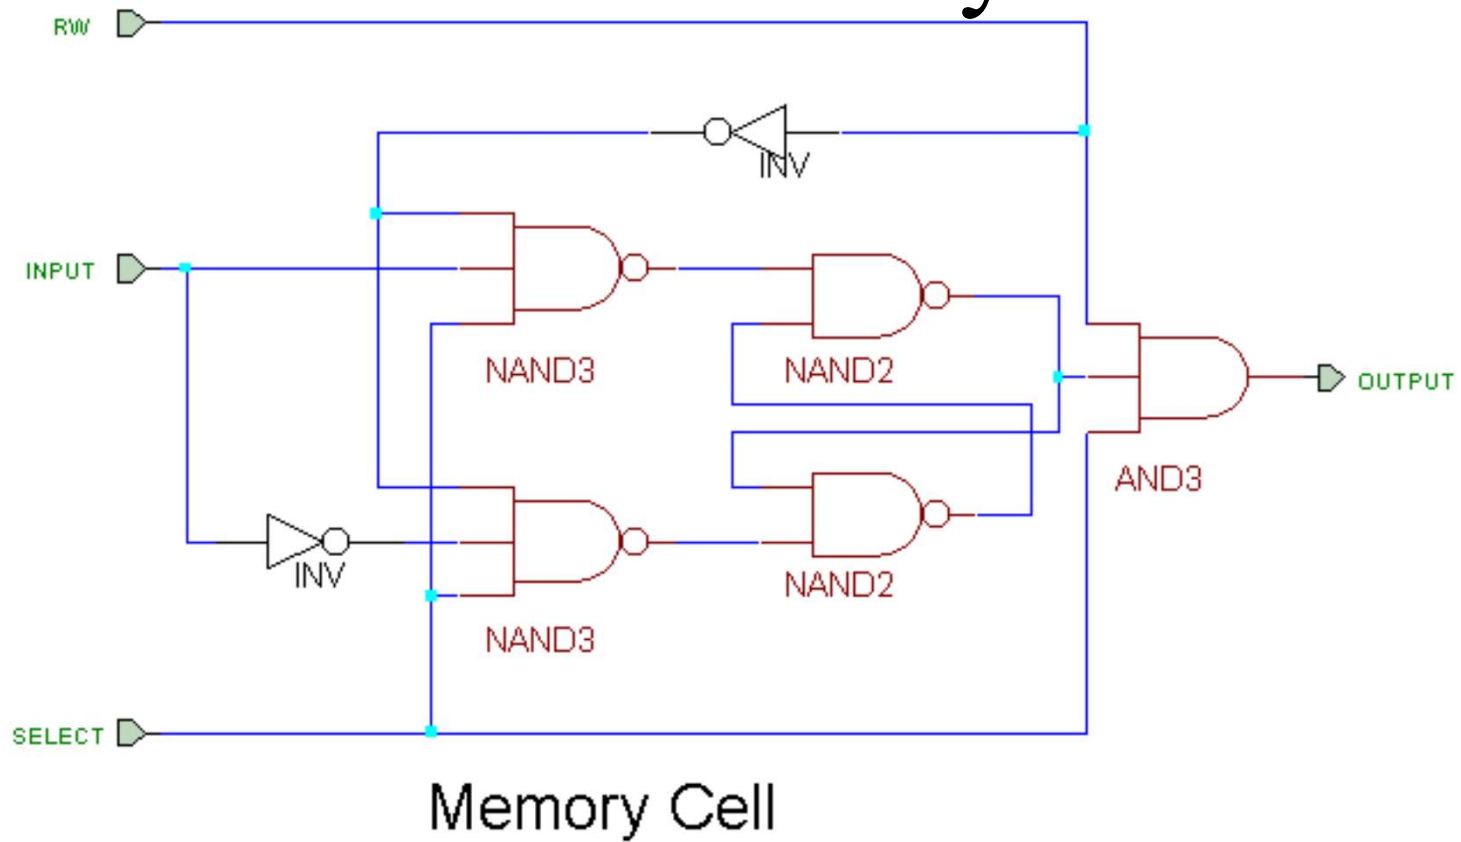 RW
INV
INPUT
NAND3
NAND2
OUTPUT
AND3
INV
NAND2
NAND3
SELECT
Memory Cell